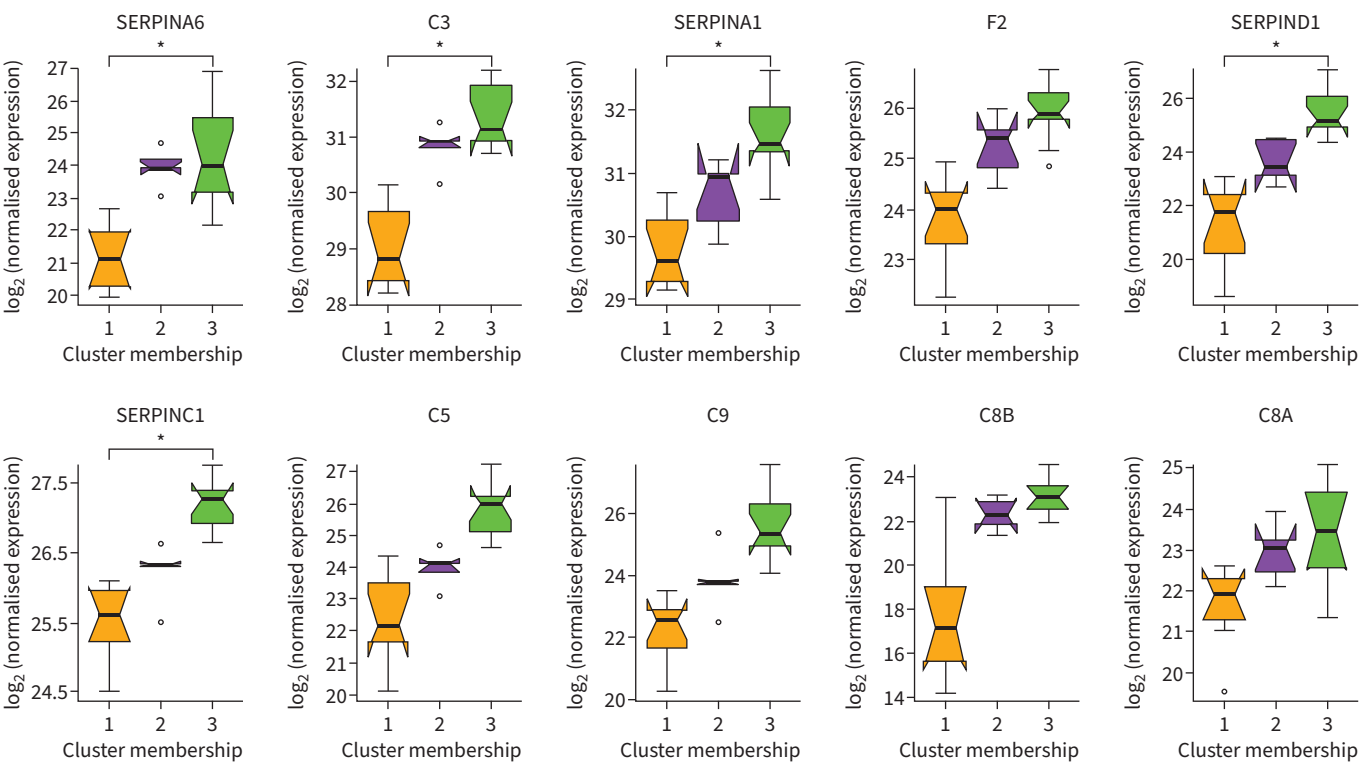 SERPINA6
*
log2 (normalised expression)
27
26
25
24
23
22
21
20
1 2 3
Cluster membership
C3
*
log2 (normalised expression)
32
31
30
29
28
1 2 3
Cluster membership
SERPINA1
*
log2 (normalised expression)
32
31
30
29
1 2 3
Cluster membership
F2
log2 (normalised expression)
26
25
24
23
1 2 3
Cluster membership
SERPIND1
*
log2 (normalised expression)
26
24
22
20
1 2 3
Cluster membership
SERPINC1
*
log2 (normalised expression)
27.5
26.5
25.5
24.5
1 2 3
Cluster membership
C5
log2 (normalised expression)
27
26
25
24
23
22
21
20
1 2 3
Cluster membership
C9
log2 (normalised expression)
26
24
22
20
1 2 3
Cluster membership
C8B
log2 (normalised expression)
24
22
20
18
16
14
1 2 3
Cluster membership
C8A
log2 (normalised expression)
25
24
23
22
21
20
1 2 3
Cluster membership